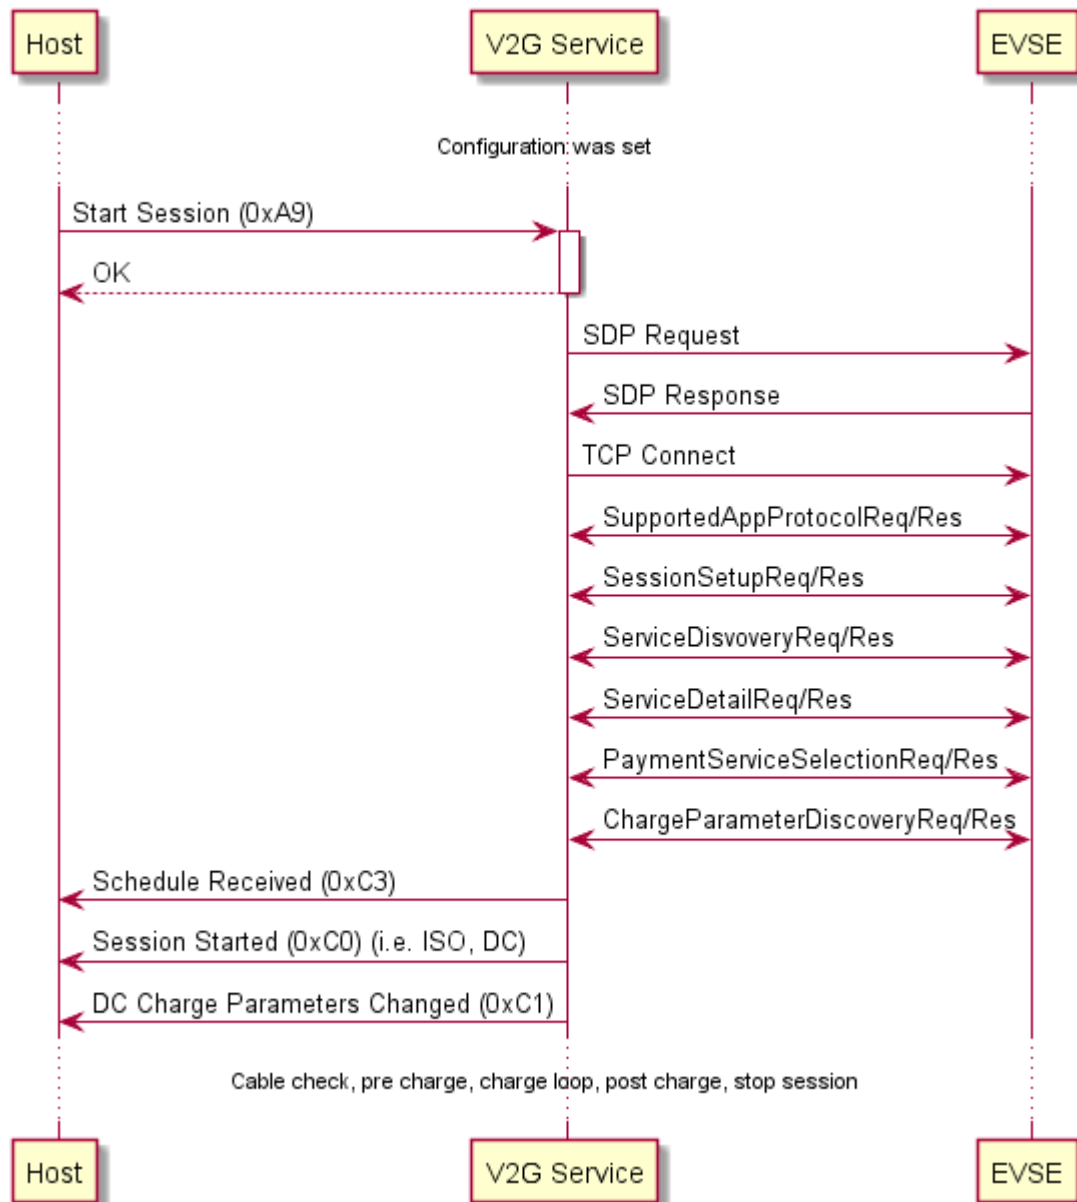 Host
V2G Service
EVSE
Configuration was set
Start Session (0xA9)
OK
SDP Request
SDP Response
TCP Connect
SupportedAppProtocolReq/Res
SessionSetupReq/Res
ServiceDisvoveryReq/Res
ServiceDetailReq/Res
PaymentServiceSelectionReq/Res
ChargeParameterDiscoveryReq/Res
Schedule Received (0xC3)
Session Started (0xC0) (i.e. ISO, DC)
DC Charge Parameters Changed (0xC1)
Cable check, pre charge, charge loop, post charge, stop session
Host
V2G Service
EVSE